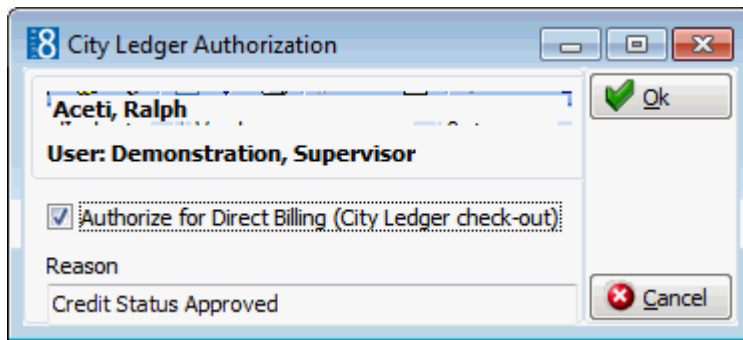 8 City Ledger Authorization
Aceti, Ralph
User: Demonstration, Supervisor
Authorize for Direct Billing (City Ledger check-out)
Reason
Credit Status Approved
Ok
Cancel